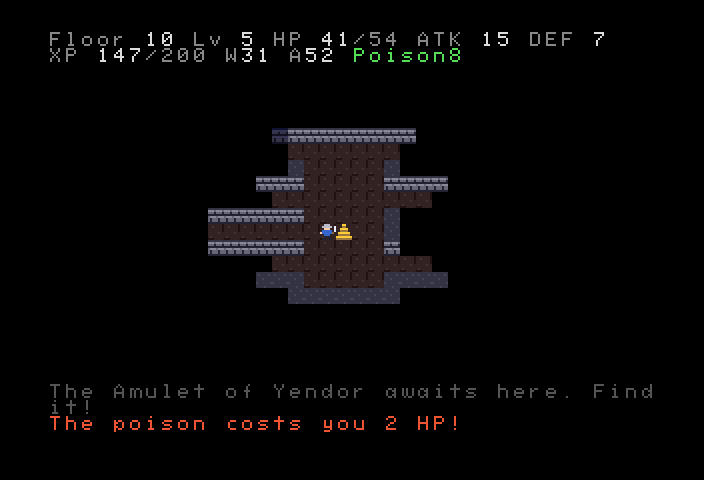 Floor 10 Lv 5 HP 41/54 ATK 15 DEF 7
XP 147/200 W31 A52 Poison8
The Amulet of Yendor awaits here. Find
it!
The poison costs you 2 HP!